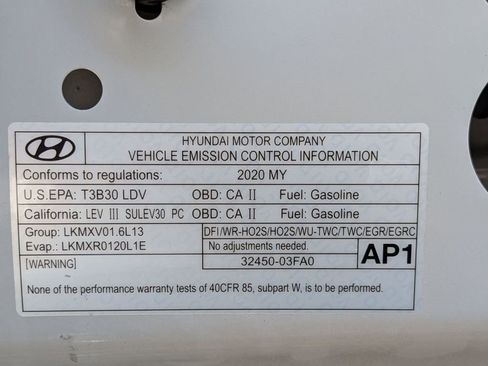 HYUNDAI MOTOR COMPANY
VEHICLE EMISSION CONTROL INFORMATION
Conforms to regulations: 2020 MY
U.S.EPA: T3B30 LDV OBD: CA II Fuel: Gasoline
California: LEV III SULEV30 PC OBD: CA II Fuel: Gasoline
Group: LKMXV01.6L13 DFI/WR-HO2S/HO2S/WU-TWC/TWC/EGR/EGRC
Evap.: LKMXR0120L1E No adjustments needed. AP1
[WARNING] 32450-03FA0
None of the performance warranty tests of 40CFR 85, subpart W, is to be performed.